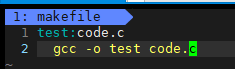 1: makefile
1 test:code.c
2   gcc -o test code.c
~